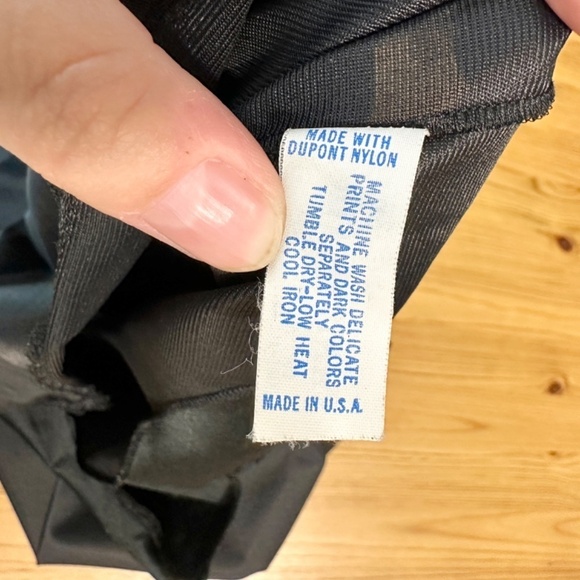 MADE WITH
DUPONT NYLON
MACHINE WASH DELICATE
PRINTS AND DARK COLORS
SEPARATELY
TUMBLE DRY-LOW HEAT
COOL IRON
MADE IN U.S.A.